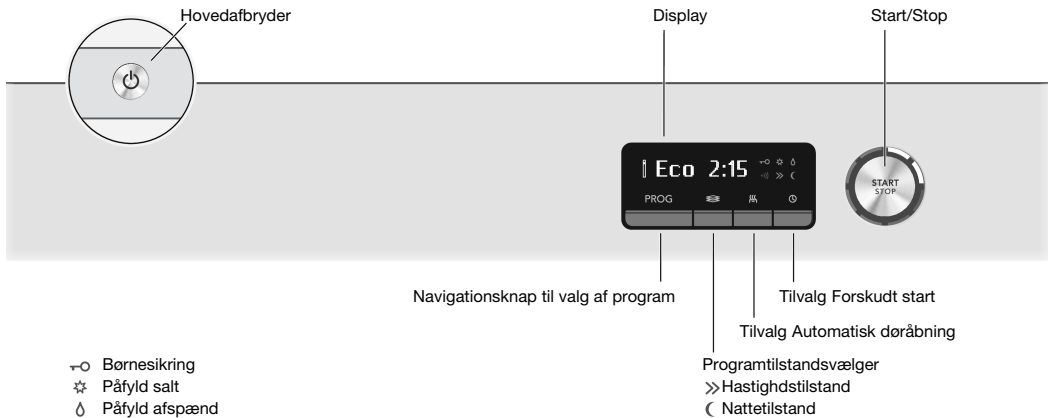 Hovedafbryder
Display
Start/Stop
Eco 2:15
PROG
START
STOP
Navigationsknap til valg af program
Tilvalg Forskudt start
Tilvalg Automatisk døråbning
Børnesikring
Påfyld salt
Påfyld afspænd
Programtilstandsvælger
Hastighdstilstand
Nattetilstand